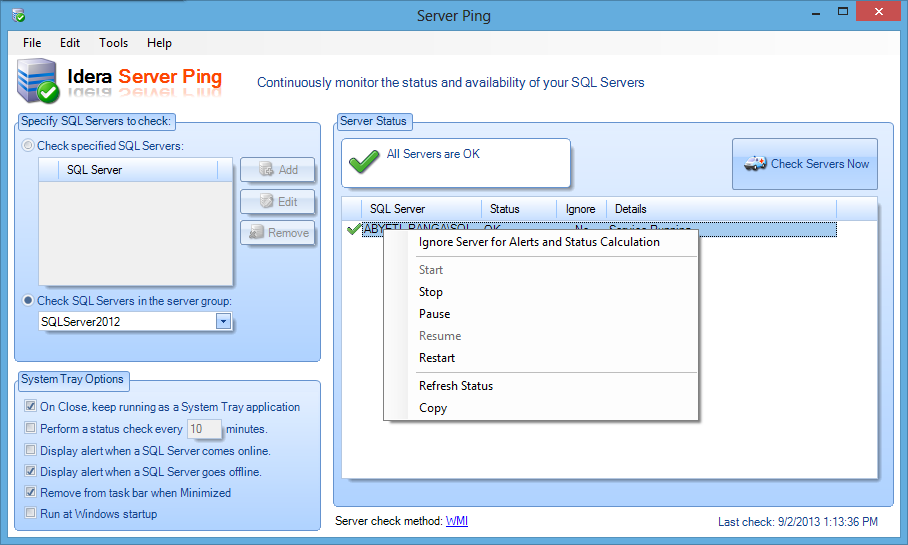 Server Ping
File Edit Tools Help
Idera Server Ping
Continuously monitor the status and availability of your SQL Servers
Specify SQL Servers to check:
Check specified SQL Servers:
SQL Server
Add
Edit
Remove
Check SQL Servers in the server group:
SQLServer2012
System Tray Options
On Close, keep running as a System Tray application
Perform a status check every 10 minutes.
Display alert when a SQL Server comes online.
Display alert when a SQL Server goes offline.
Remove from task bar when Minimized
Run at Windows startup
Server Status
All Servers are OK
Check Servers Now
SQL Server Status Ignore Details
OK No Service Running
Ignore Server for Alerts and Status Calculation
Start
Stop
Pause
Resume
Restart
Refresh Status
Copy
Server check method: WMI
Last check: 9/2/2013 1:13:36 PM